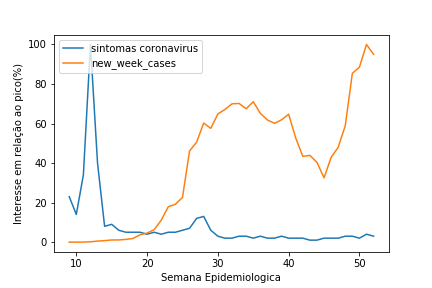 sintomas coronavirus
new_week_cases
Interesse em relação ao pico(%)
100
80
60
40
20
0
10
20
30
40
50
Semana Epidemiologica